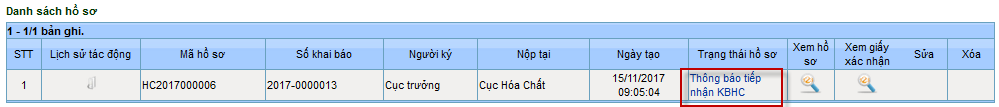 Danh sách hồ sơ
1 - 1/1 bản ghi.
STT Lịch sử tác động Mã hồ sơ Số khai báo Người ký Nộp tại Ngày tạo Trạng thái hồ sơ Xem hồ sơ Xem giấy xác nhận Sửa Xóa
1 HC2017000006 2017-0000013 Cục trưởng Cục Hóa Chất 15/11/2017 09:05:04 Thông báo tiếp nhận KBHC